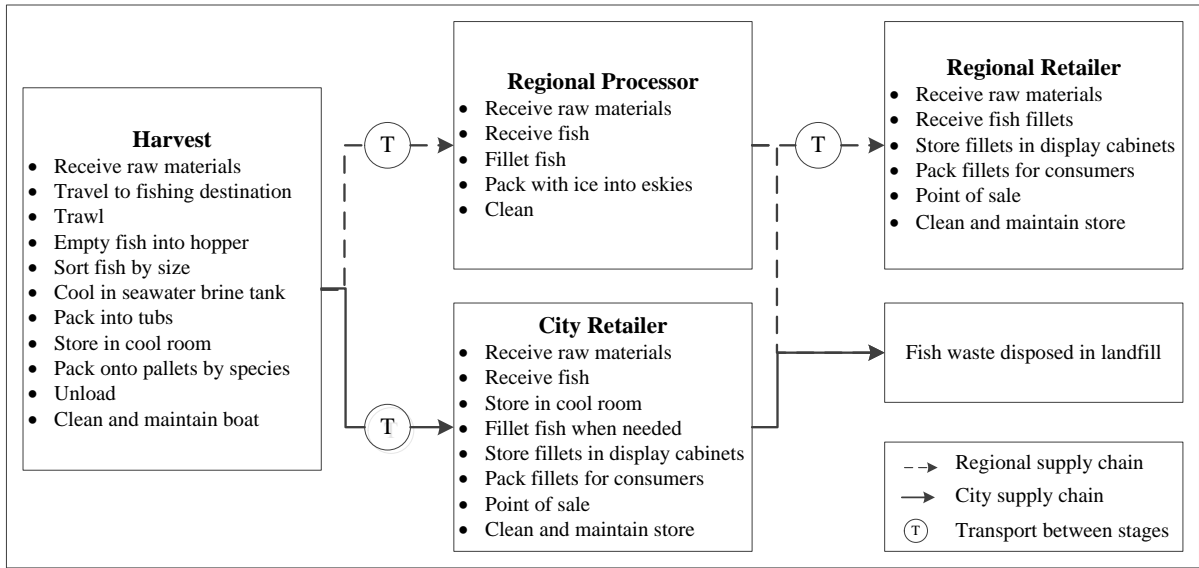 Harvest
• Receive raw materials
• Travel to fishing destination
• Trawl
• Empty fish into hopper
• Sort fish by size
• Cool in seawater brine tank
• Pack into tubs
• Store in cool room
• Pack onto pallets by species
• Unload
• Clean and maintain boat
T
T
Regional Processor
• Receive raw materials
• Receive fish
• Fillet fish
• Pack with ice into eskies
• Clean
City Retailer
• Receive raw materials
• Receive fish
• Store in cool room
• Fillet fish when needed
• Store fillets in display cabinets
• Pack fillets for consumers
• Point of sale
• Clean and maintain store
T
Regional Retailer
• Receive raw materials
• Receive fish fillets
• Store fillets in display cabinets
• Pack fillets for consumers
• Point of sale
• Clean and maintain store
Fish waste disposed in landfill
Regional supply chain
City supply chain
T Transport between stages